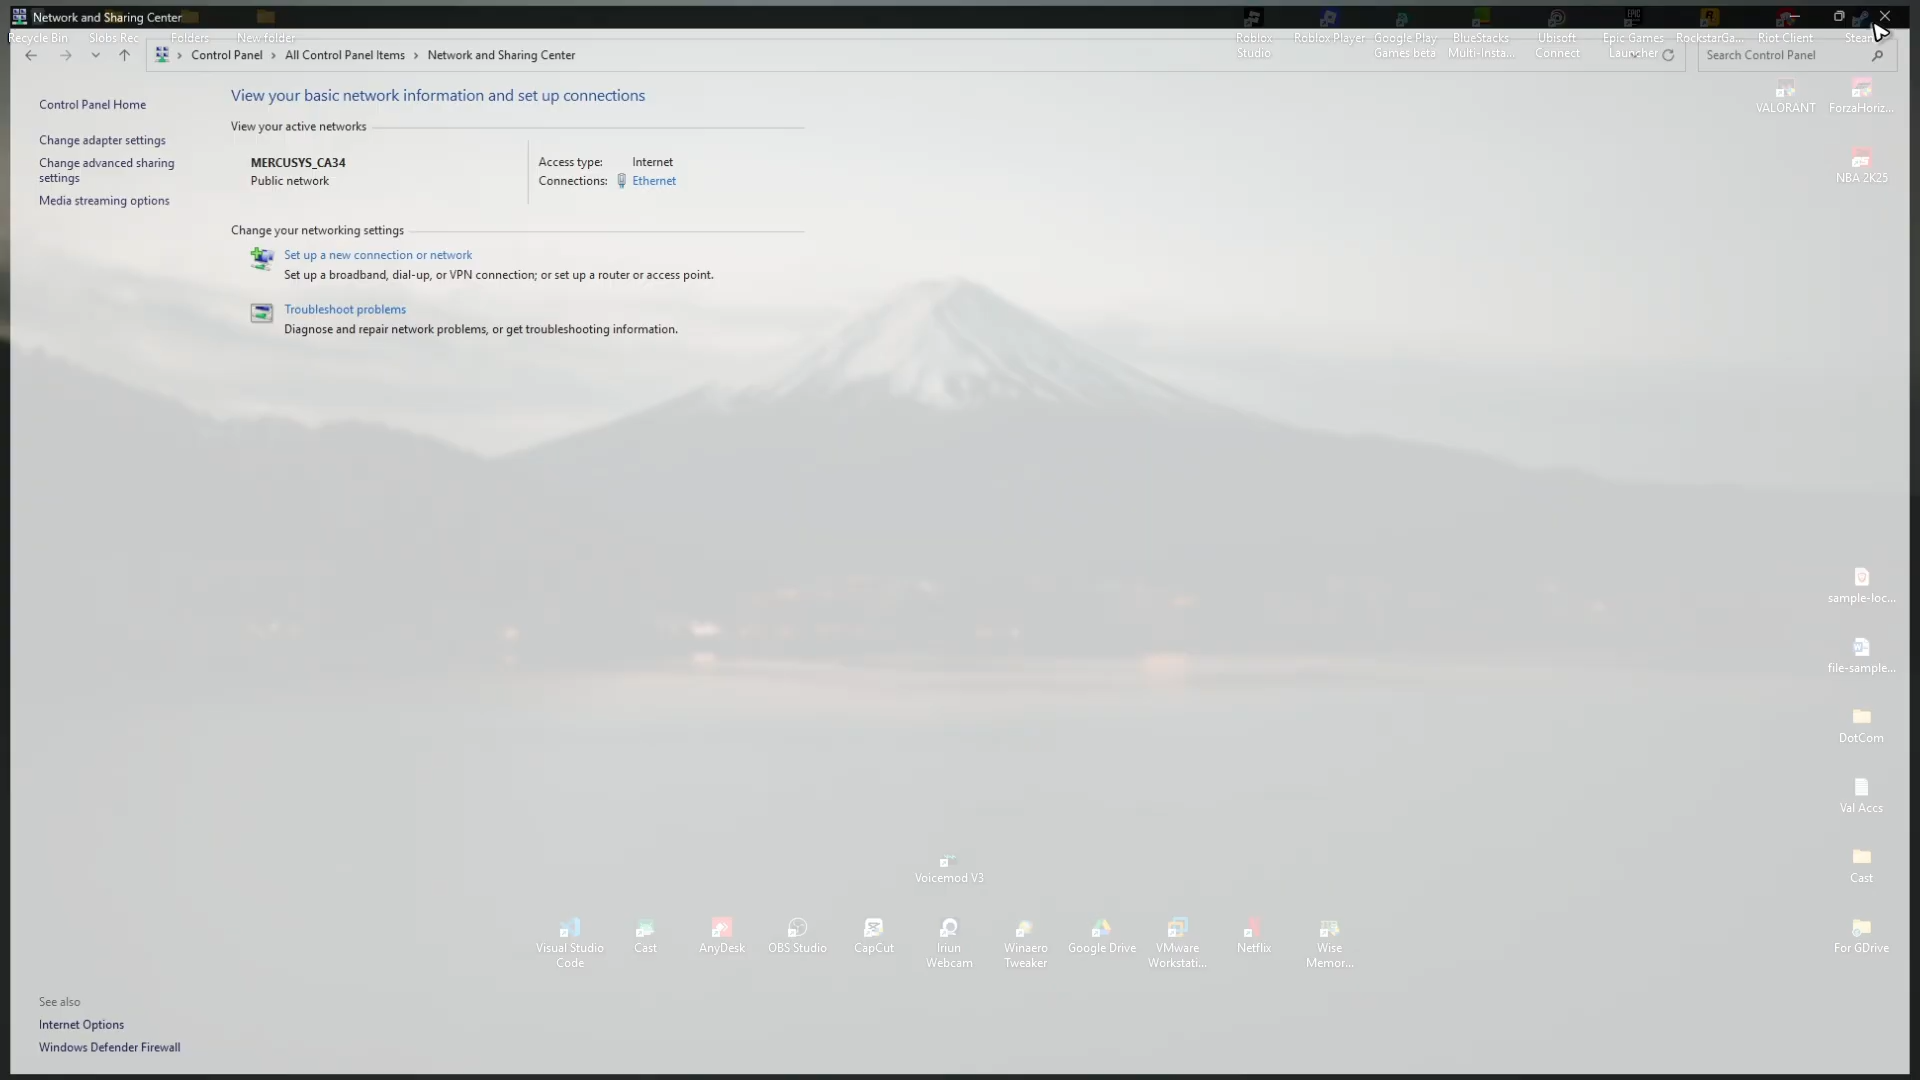 Network and Sharing Center
Recycle Bin
Slobs Rec
Folders
New folder
Roblox
Studio
Roblox Player
Google Play
Games beta
BlueStacks
Multi-Insta...
Ubisoft
Connect
Epic Games
Launcher
RockstarGa...
Riot Client
Steam
Control Panel
All Control Panel Items
Network and Sharing Center
Search Control Panel
Control Panel Home
Change adapter settings
Change advanced sharing
settings
Media streaming options
View your basic network information and set up connections
View your active networks
MERCUSYS_CA34
Public network
Access type: Internet
Connections: Ethernet
Change your networking settings
Set up a new connection or network
Set up a broadband, dial-up, or VPN connection; or set up a router or access point.
Troubleshoot problems
Diagnose and repair network problems, or get troubleshooting information.
VALORANT
ForzaHoriz...
NBA 2K25
sample-loc...
file-sample...
DotCom
Val Accs
Cast
For GDrive
Voicemod V3
Visual Studio
Code
Cast
AnyDesk
OBS Studio
CapCut
Iriun
Webcam
Winaero
Tweaker
Google Drive
VMware
Workstati...
Netflix
Wise
Memor...
See also
Internet Options
Windows Defender Firewall